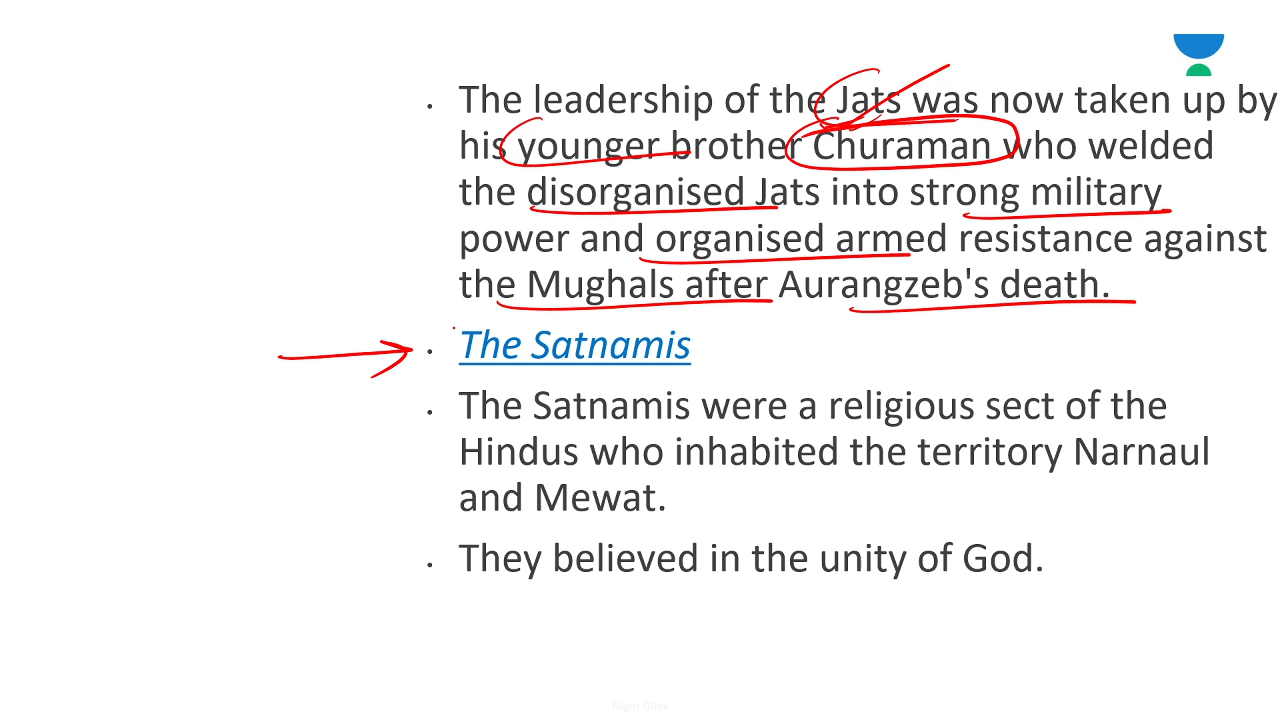 . The leadership of the Jats was now taken up by
his younger brother Churaman who welded
the disorganised Jats into strong military
power and organised armed resistance against
the Mughals after Aurangzeb's death.
. The Satnamis
. The Satnamis were a religious sect of the
Hindus who inhabited the territory Narnaul
and Mewat.
. They believed in the unity of God.
Right Click